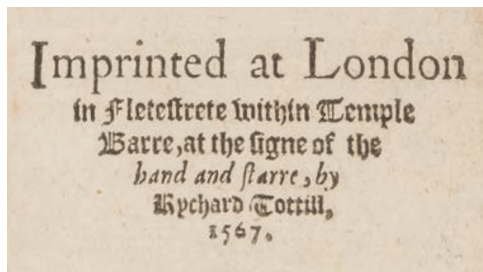 Imprinted at London
in Fletestrete within Temple
Barre, at the signe of the
hand and starre, by
Rychard Tottill,
1567.